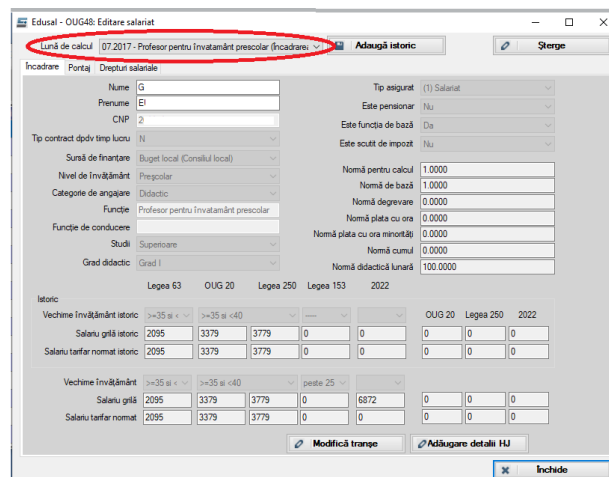 Edusal - OUG48: Editare salariat
Lună de calcul 07.2017 - Profesor pentru învatamânt prescolar (Încadrarea Adaugă istoric Șterge
Încadrare Pontaj Drepturi salariale
Nume G
Prenume E
CNP 2
Tip contract dpdv timp lucru N
Sursă de finanțare Buget local (Consiliul local)
Nivel de învățământ Preșcolar
Categorie de angajare Didactic
Funcție Profesor pentru învatamânt prescolar
Funcție de conducere
Studii Superioare
Grad didactic Grad I
Tip asigurat (1) Salariat
Este pensionar Nu
Este funcția de bază Da
Este scutit de impozit Nu
Normă pentru calcul 1.0000
Normă de bază 1.0000
Normă degrevare 0.0000
Normă plata cu ora 0.0000
Normă plata cu ora minorități 0.0000
Normă cumul 0.0000
Normă didactică lunară 100.0000
Legea 63 OUG 20 Legea 250 Legea 153 2022
Istoric
Vechime învățământ istoric >=35 si < >=35 si <40 ---- OUG 20 Legea 250 2022
Salariu grilă istoric 2095 3379 3779 0 0 0 0 0
Salariu tarifar normat istoric 2095 3379 3779 0 0 0 0 0
Vechime învățământ >=35 si < >=35 si <40 peste 25
Salariu grilă 2095 3379 3779 0 6872 0 0 0
Salariu tarifar normat 2095 3379 3779 0 0 0 0 0
Modifică tranșe Adăugare detalii HJ
Închide